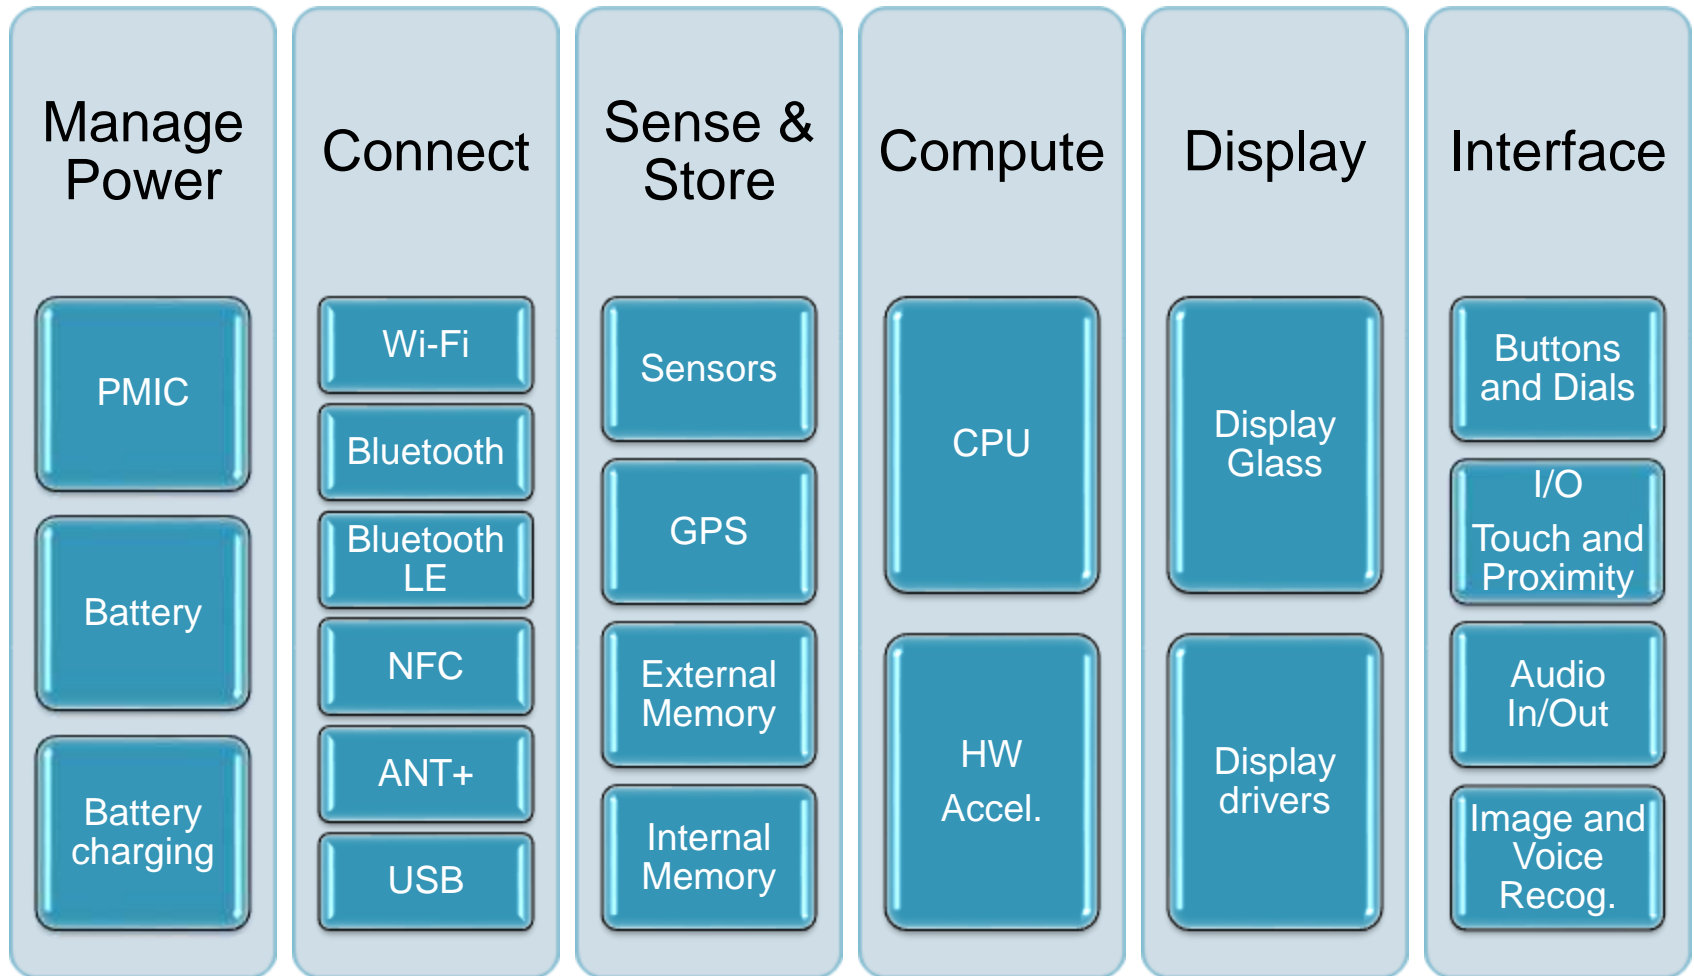 Manage
Power
PMIC
Battery
Battery
charging
Connect
Wi-Fi
Bluetooth
Bluetooth
LE
NFC
ANT+
USB
Sense &
Store
Sensors
GPS
External
Memory
Internal
Memory
Compute
CPU
HW
Accel.
Display
Display
Glass
Display
drivers
Interface
Buttons
and Dials
I/O
Touch and
Proximity
Audio
In/Out
Image and
Voice
Recog.